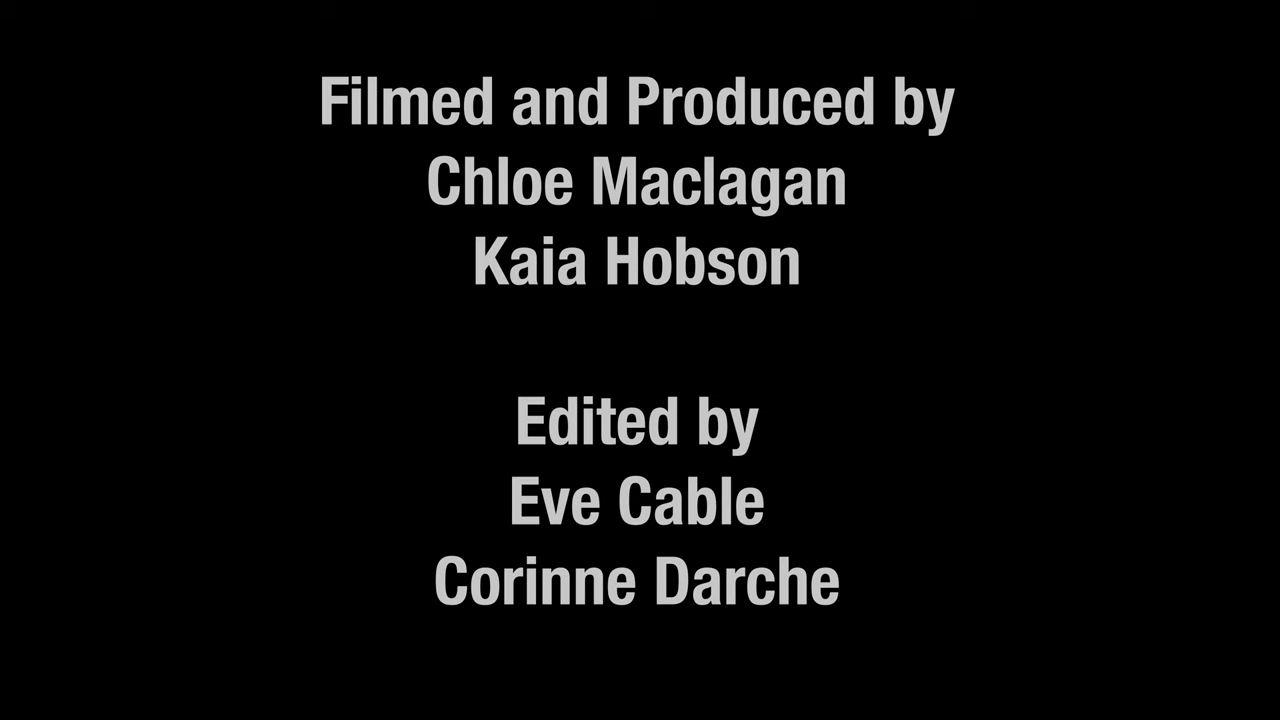 Filmed and Produced by
Chloe Maclagan
Kaia Hobson
Edited by
Eve Cable
Corinne Darche